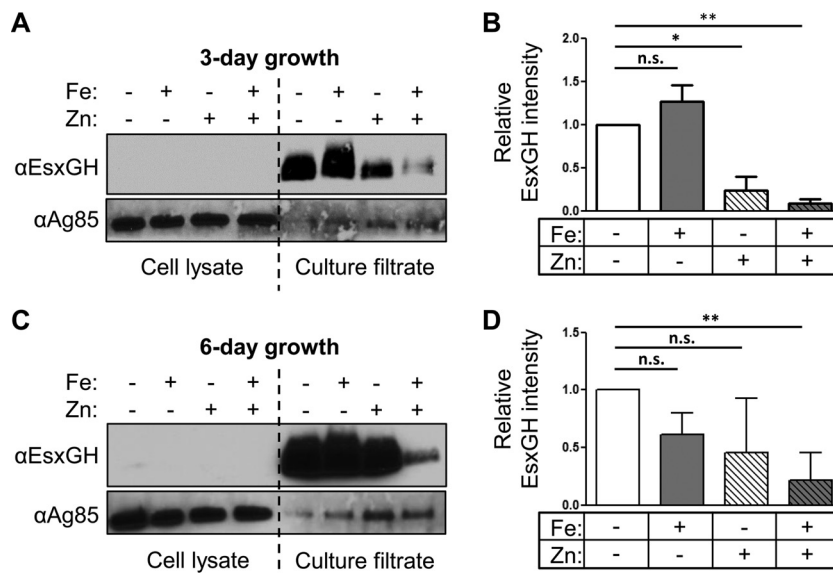 A
3-day growth
Fe: - + - + - + - +
Zn: - - + + - - + +
αEsxGH
αAg85
Cell lysate Culture filtrate
B
**
*
n.s.
Relative
EsxGH intensity
2.0
1.5
1.0
0.5
0.0
Fe: - + - +
Zn: - - + +
C
6-day growth
Fe: - + - + - + - +
Zn: - - + + - - + +
αEsxGH
αAg85
Cell lysate Culture filtrate
D
**
n.s.
n.s.
Relative
EsxGH intensity
1.5
1.0
0.5
0.0
Fe: - + - +
Zn: - - + +